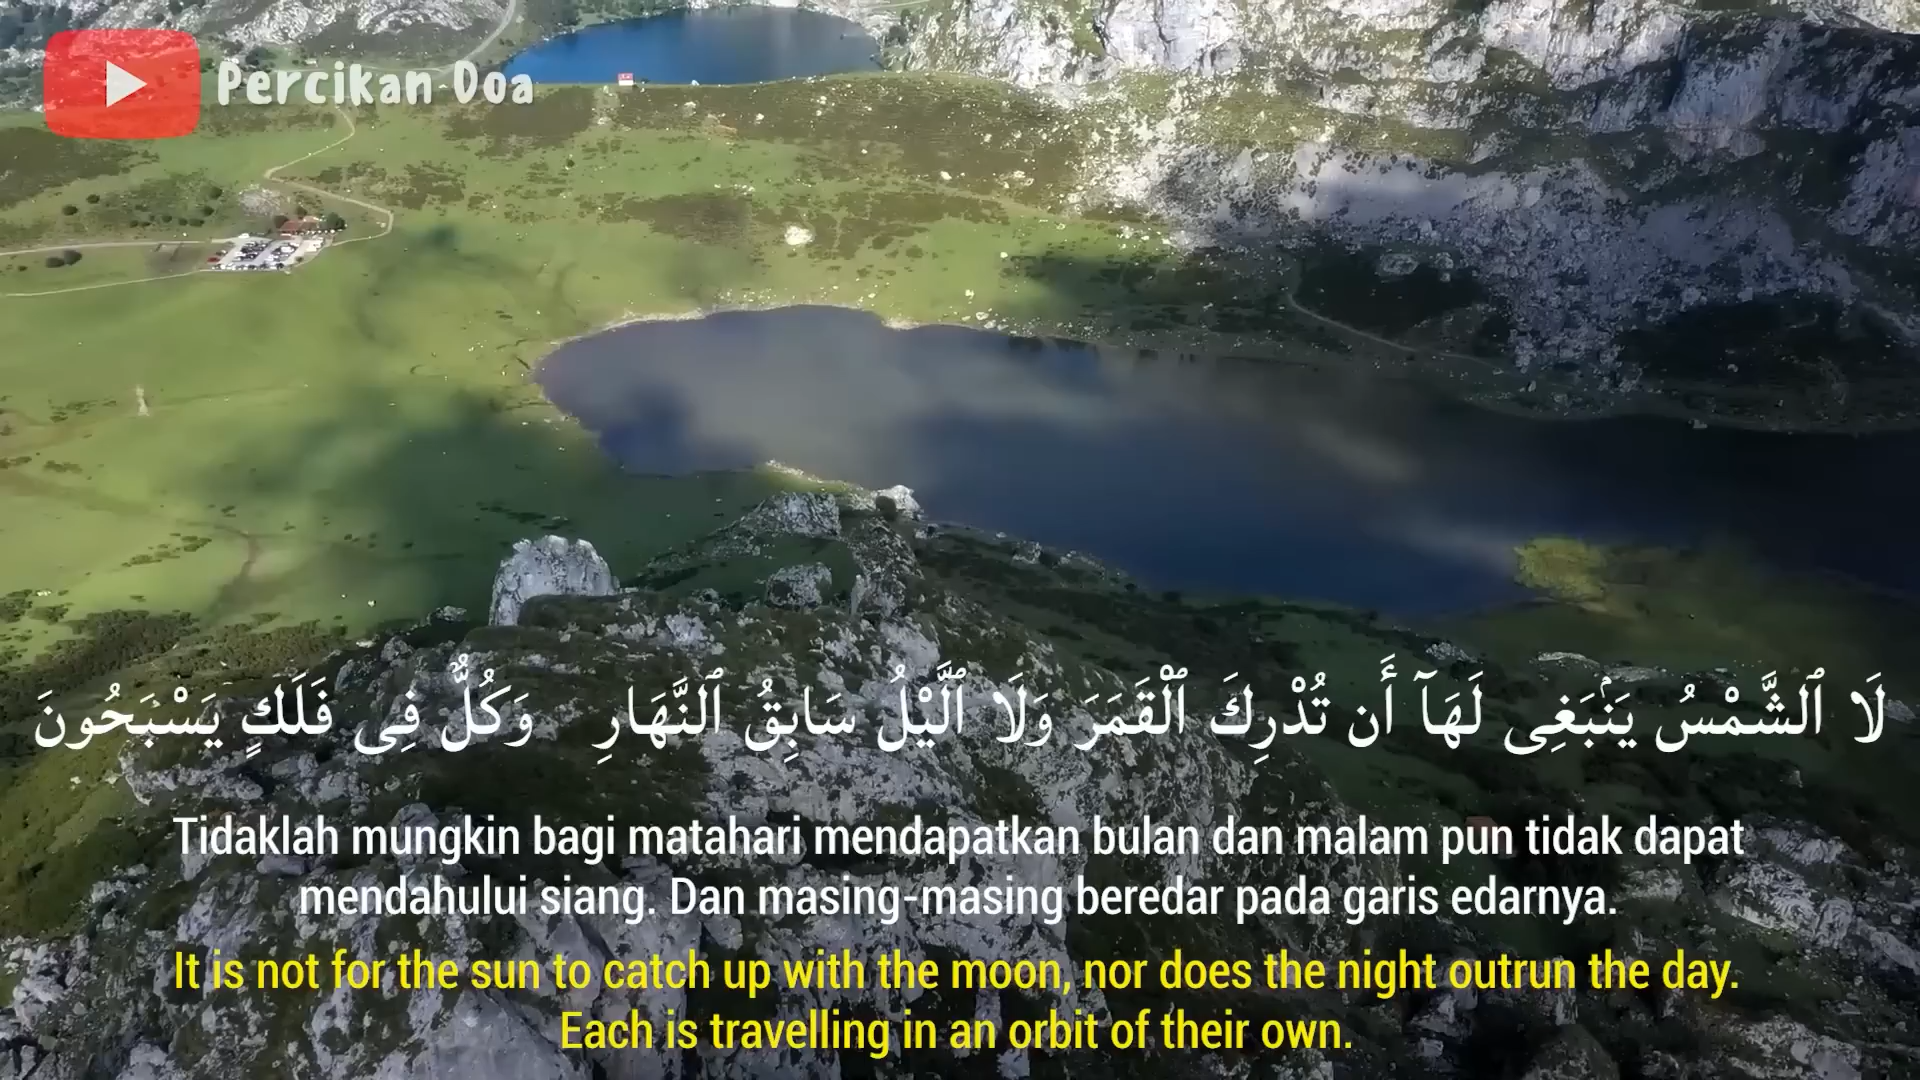 Percikan Doa
لَا ٱلشَّمْسُ يَنۢبَغِى لَهَآ أَن تُدْرِكَ ٱلْقَمَرَ وَلَا ٱلَّيْلُ سَابِقُ ٱلنَّهَارِ وَكُلٌّ فِى فَلَكٍ يَسْبَحُونَ
Tidaklah mungkin bagi matahari mendapatkan bulan dan malam pun tidak dapat
mendahului siang. Dan masing-masing beredar pada garis edarnya.
It is not for the sun to catch up with the moon, nor does the night outrun the day.
Each is travelling in an orbit of their own.